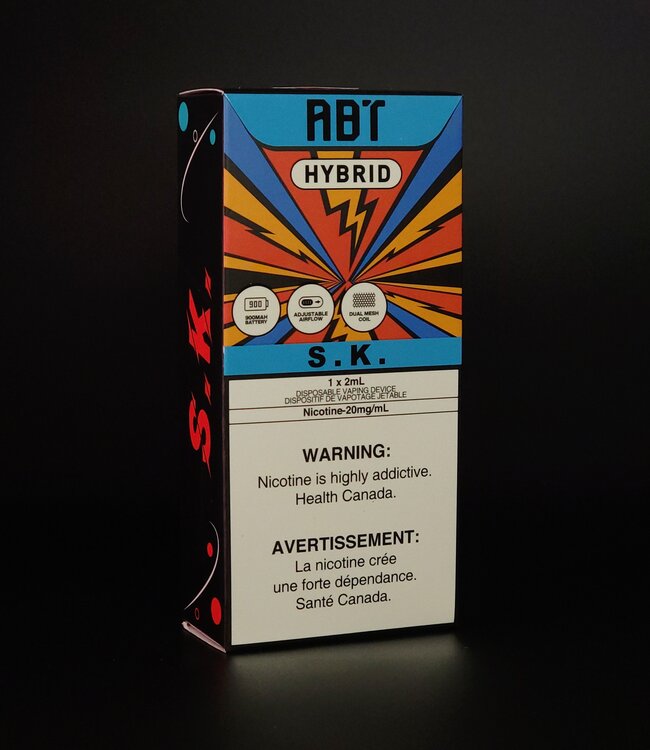 ABT
HYBRID
900
900MAH
BATTERY
ADJUSTABLE
AIRFLOW
DUAL MESH
COIL
S.K.
1 x 2mL
DISPOSABLE VAPING DEVICE
DISPOSITIF DE VAPOTAGE JETABLE
Nicotine-20mg/mL
WARNING:
Nicotine is highly addictive.
Health Canada.
AVERTISSEMENT:
La nicotine crée
une forte dépendance.
Santé Canada.
S.K.